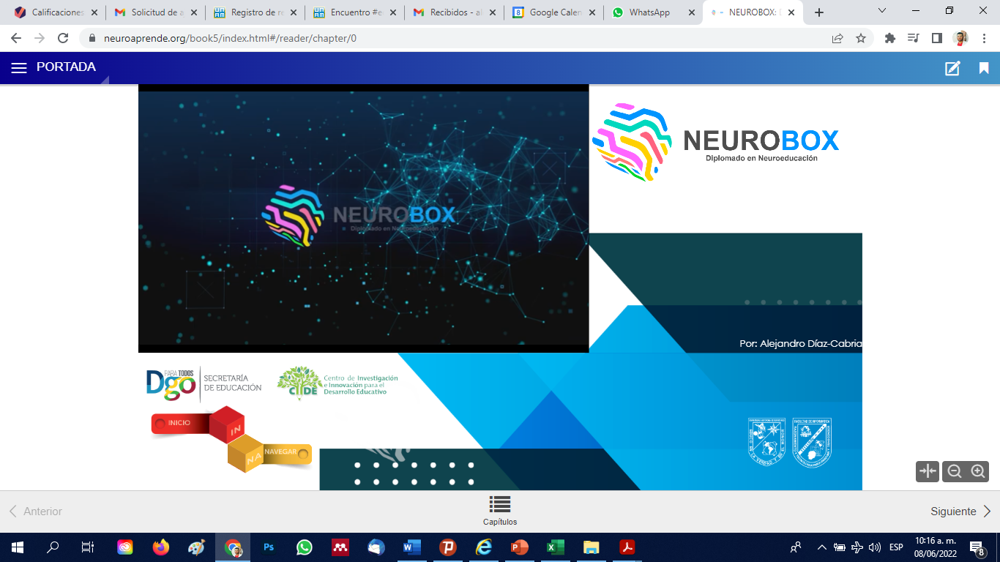 Calificaciones
Solicitud de a
Registro de re
Encuentro #e
Recibidos - al
Google Calen
WhatsApp
NEUROBOX: D
neuroaprende.org/book5/index.html#/reader/chapter/0
PORTADA
NEUROBOX
Diplomado en Neuroeducación
NEUROBOX
Diplomado en Neuroeducación
Por: Alejandro Díaz-Cabria
PARA TODOS
Dgo
SECRETARÍA
DE EDUCACIÓN
CIIDE
Centro de Investigación
e Innovación para el
Desarrollo Educativo
INICIO
IN
NA
NAVEGAR
Anterior
Capítulos
Siguiente
ESP
10:16 a. m.
08/06/2022
8